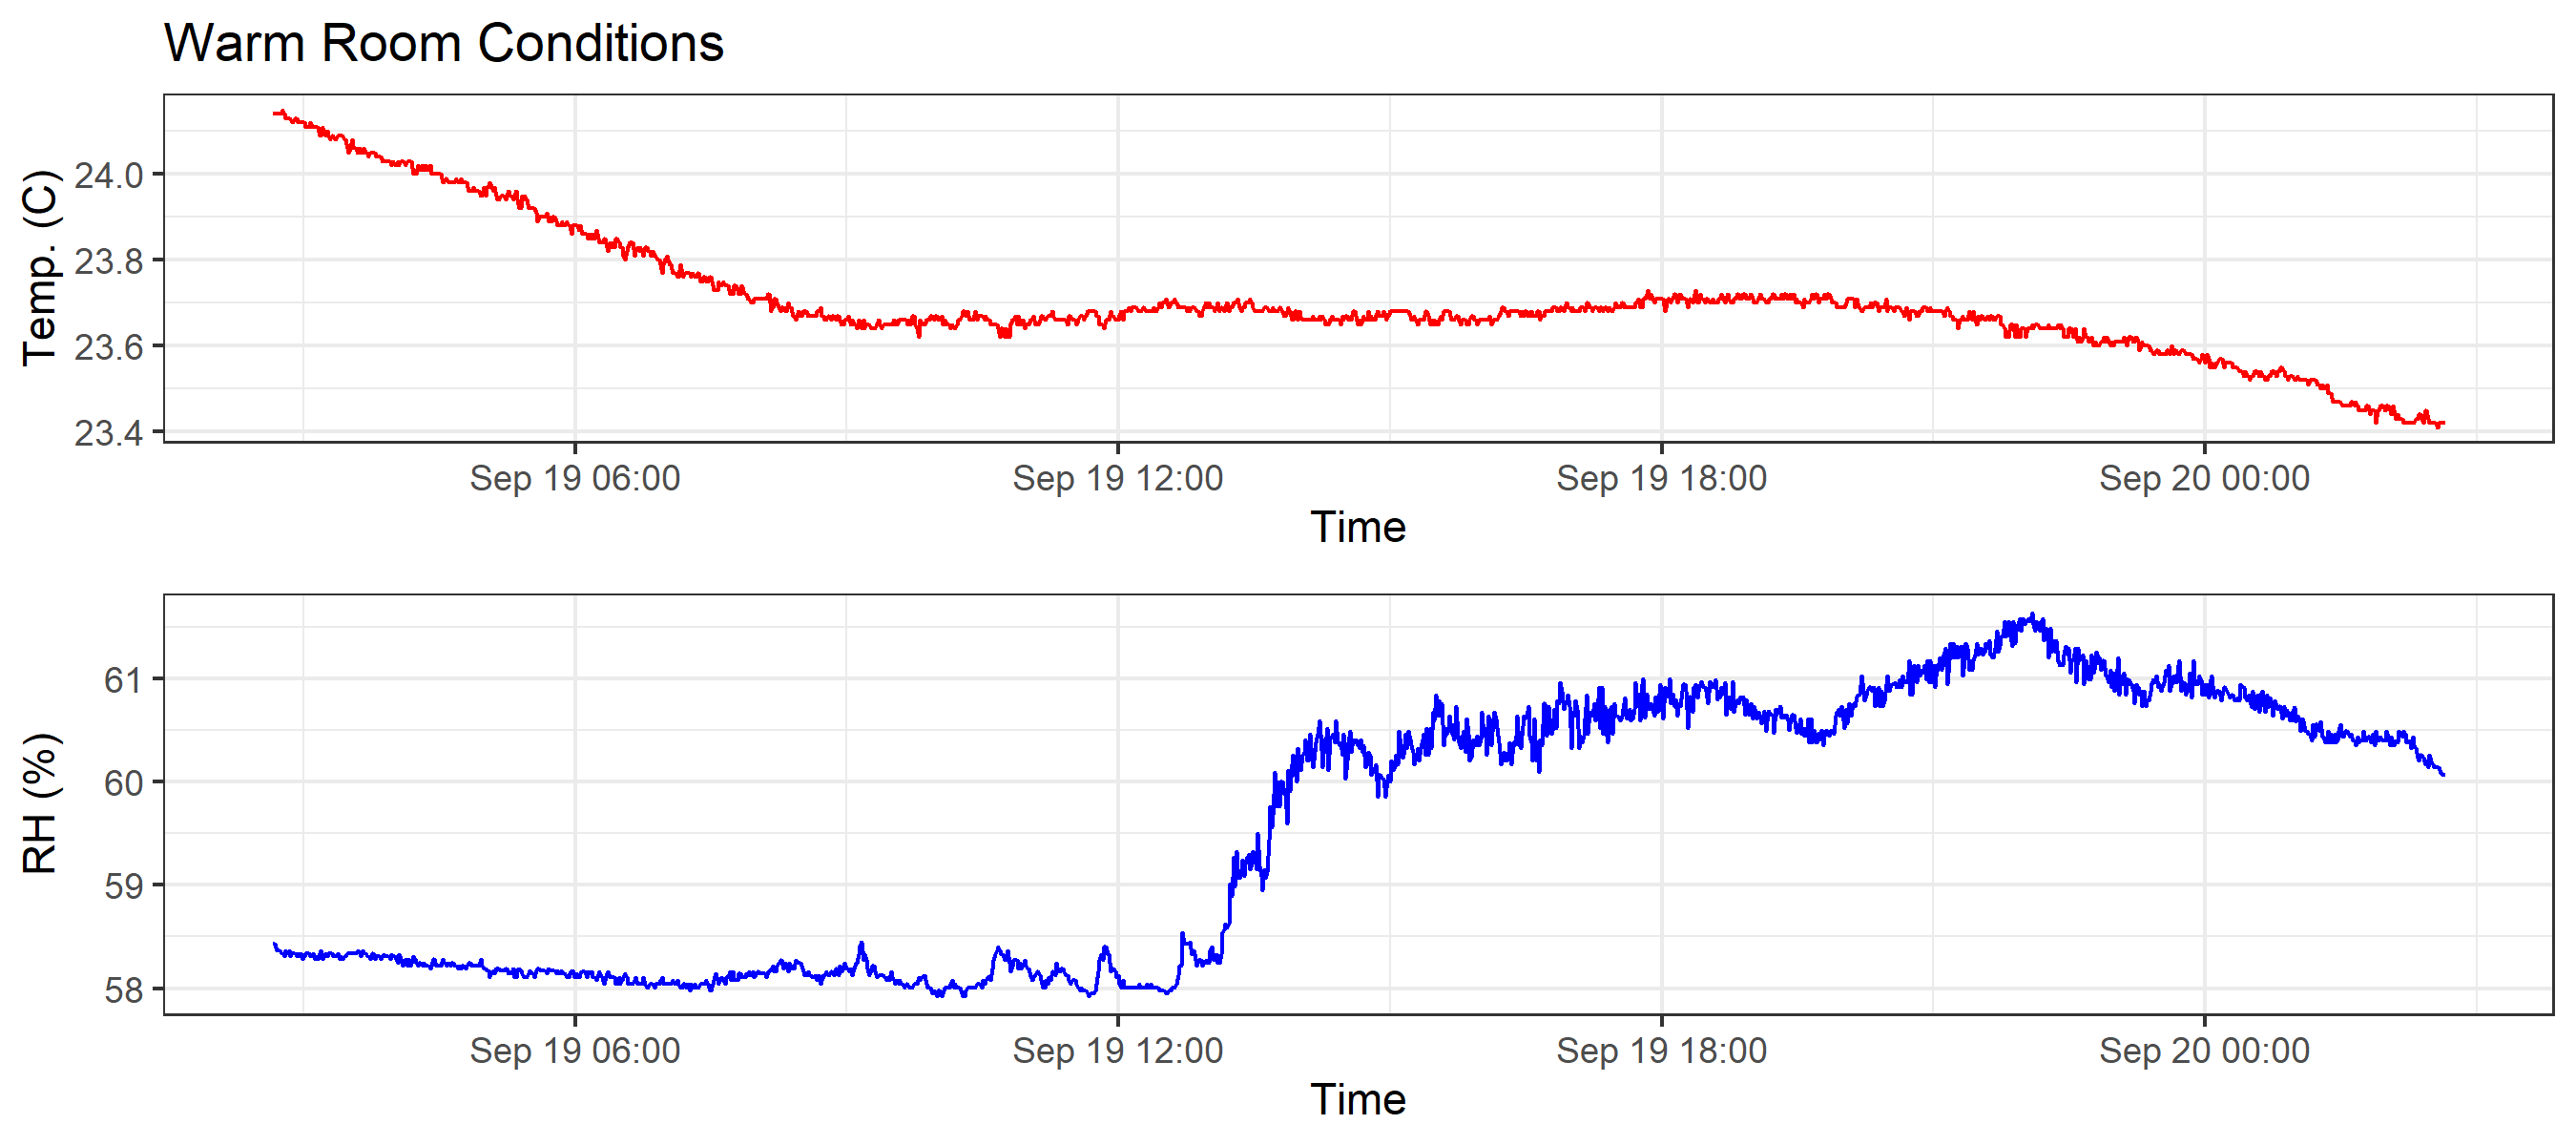 Warm Room Conditions
Temp. (C)
24.0
23.8
23.6
23.4
Sep 19 06:00 Sep 19 12:00 Sep 19 18:00 Sep 20 00:00
Time
RH (%)
61
60
59
58
Sep 19 06:00 Sep 19 12:00 Sep 19 18:00 Sep 20 00:00
Time